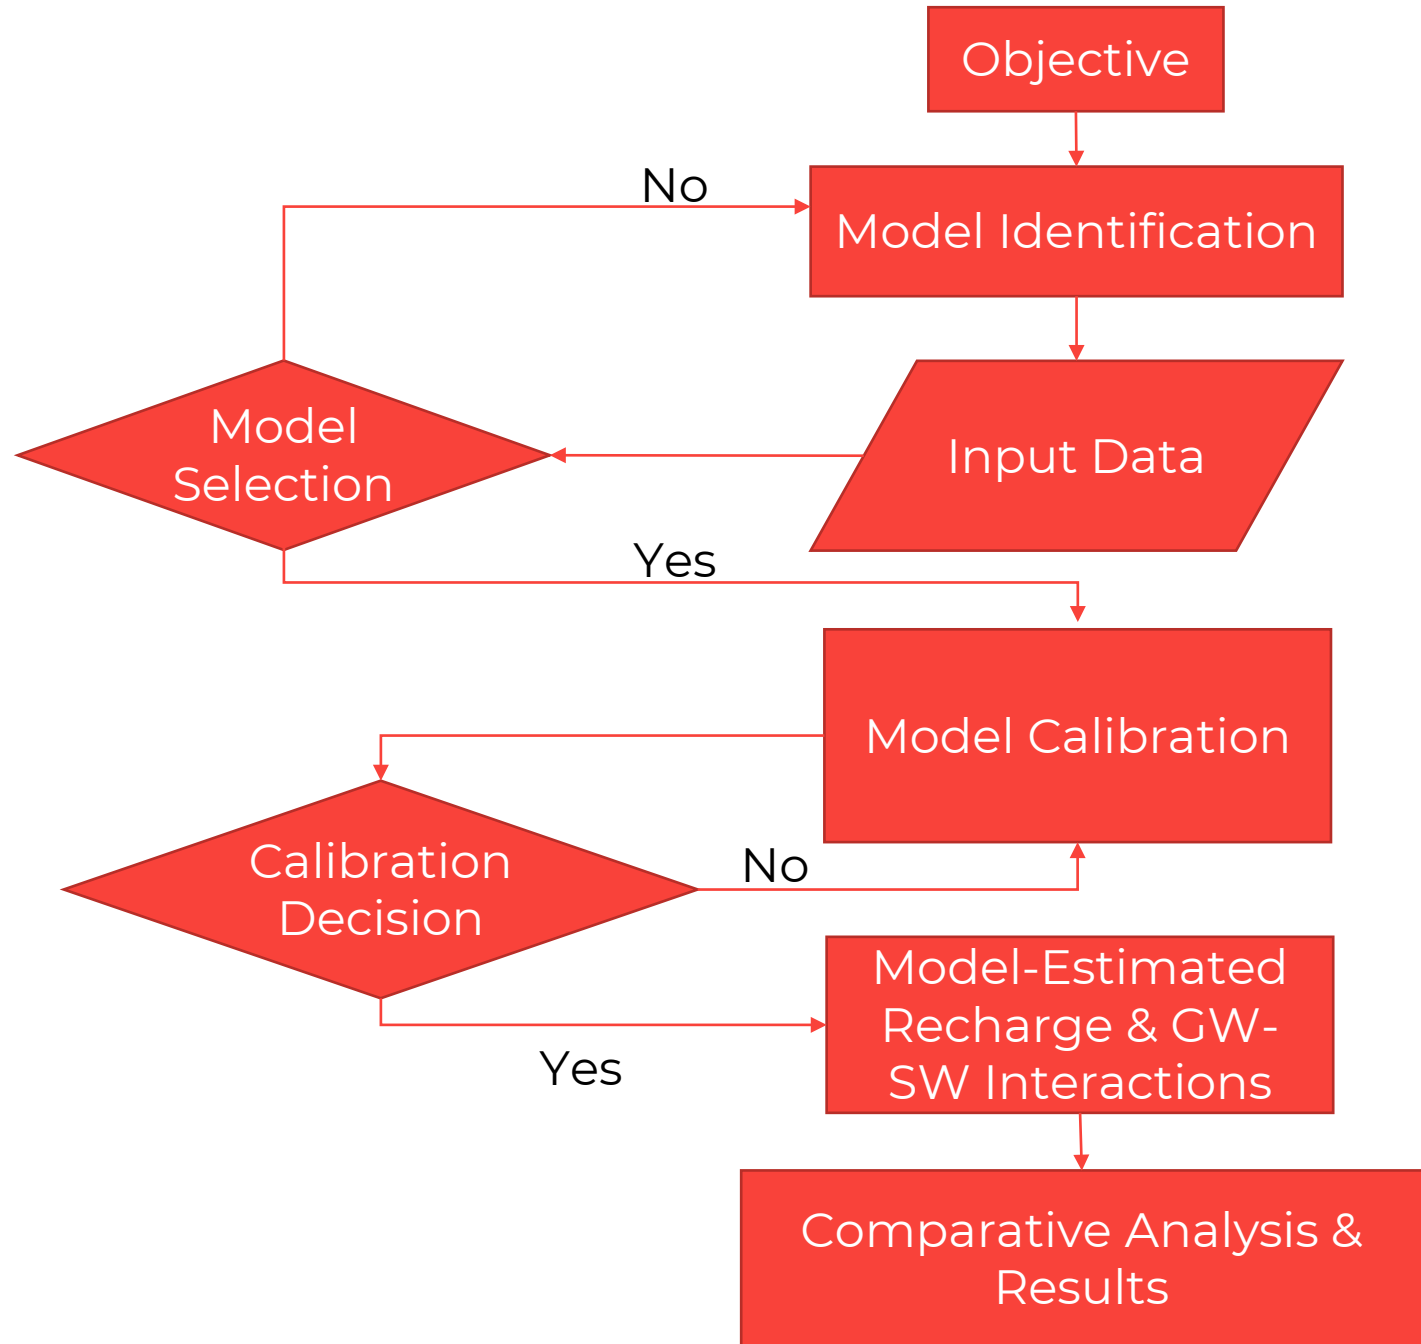 Objective
No
Model Identification
Model
Selection
Input Data
Yes
Model Calibration
Calibration
Decision
No
Model-Estimated
Recharge & GW-
SW Interactions
Yes
Comparative Analysis &
Results